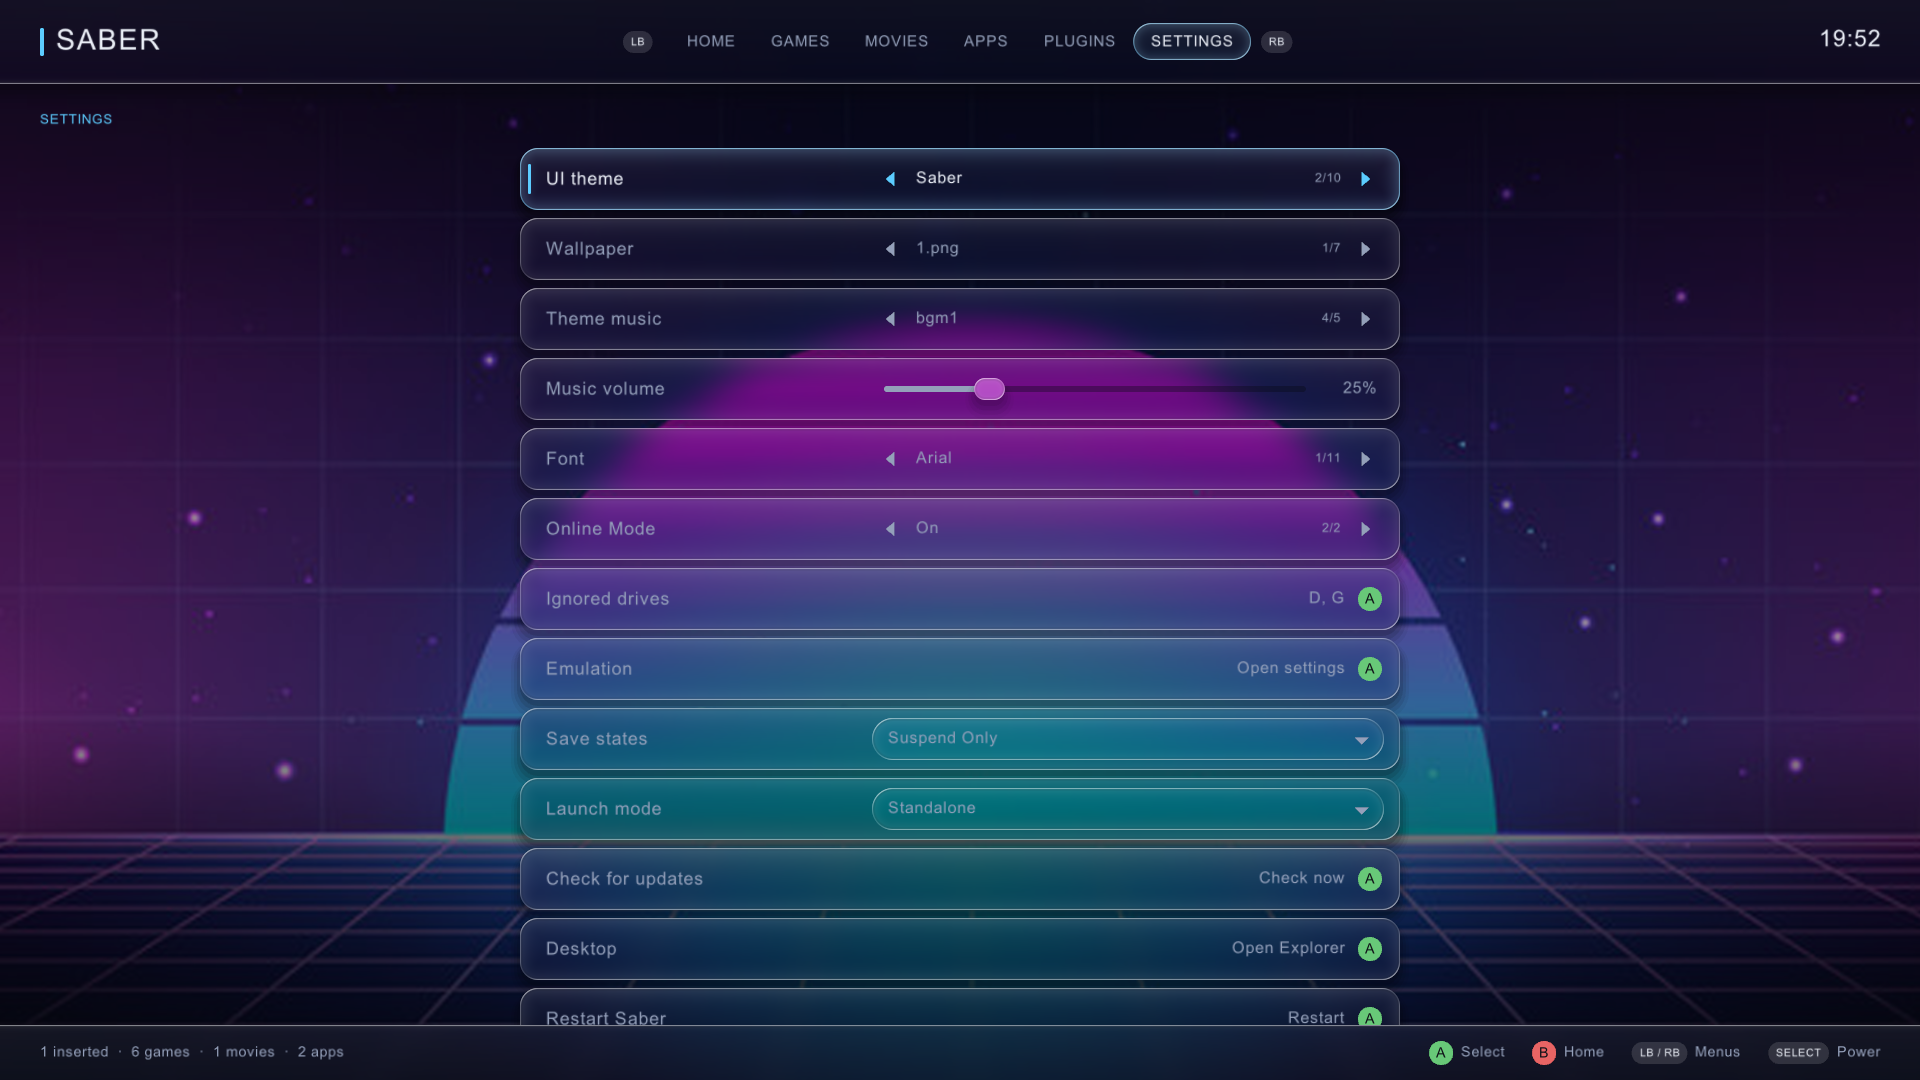 SABER
LB HOME GAMES MOVIES APPS PLUGINS SETTINGS RB
19:52
SETTINGS
UI theme Saber 2/10
Wallpaper 1.png 1/7
Theme music bgm1 4/5
Music volume 25%
Font Arial 1/11
Online Mode On 2/2
Ignored drives D, G A
Emulation Open settings A
Save states Suspend Only
Launch mode Standalone
Check for updates Check now A
Desktop Open Explorer A
Restart Saber Restart A
1 inserted · 6 games · 1 movies · 2 apps
A Select B Home LB / RB Menus SELECT Power